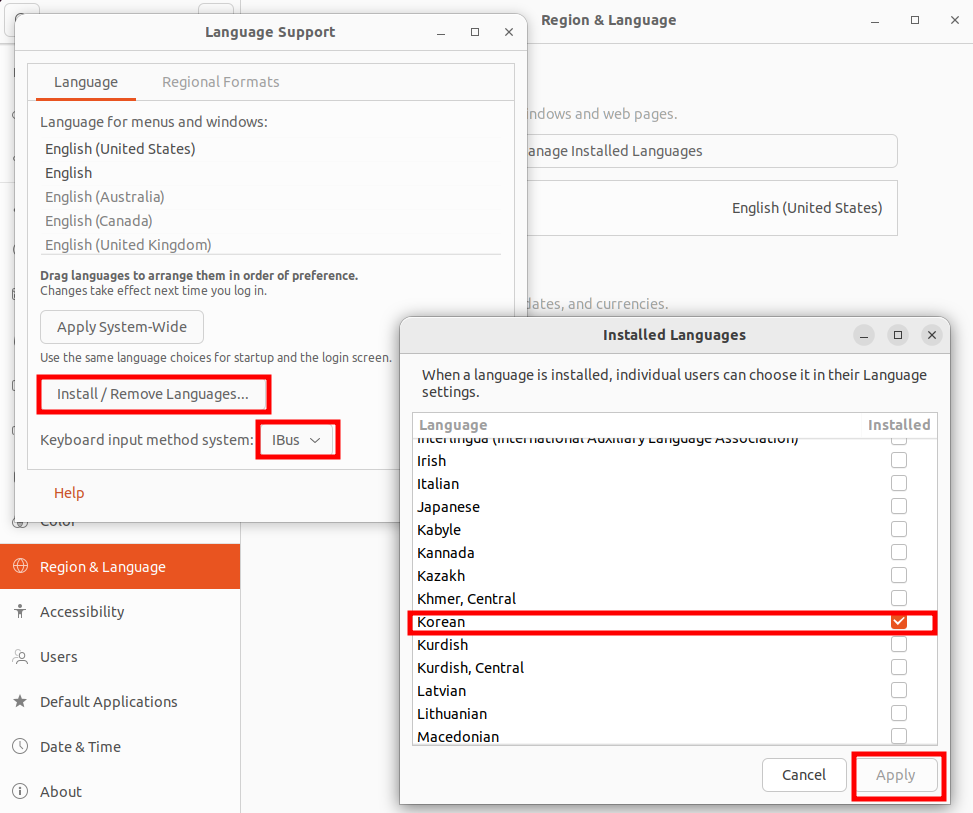 Language Support
Region & Language
Language
Regional Formats
Language for menus and windows:
English (United States)
English
English (Australia)
English (Canada)
English (United Kingdom)
Drag languages to arrange them in order of preference.
Changes take effect next time you log in.
Apply System-Wide
Use the same language choices for startup and the login screen.
Install / Remove Languages...
Keyboard input method system: IBus
Help
ndows and web pages.
anage Installed Languages
English (United States)
dates, and currencies.
Color
Region & Language
Accessibility
Users
Default Applications
Date & Time
About
Installed Languages
When a language is installed, individual users can choose it in their Language
settings.
Language Installed
Interlingua (International Auxiliary Language Association)
Irish
Italian
Japanese
Kabyle
Kannada
Kazakh
Khmer, Central
Korean
Kurdish
Kurdish, Central
Latvian
Lithuanian
Macedonian
Cancel Apply